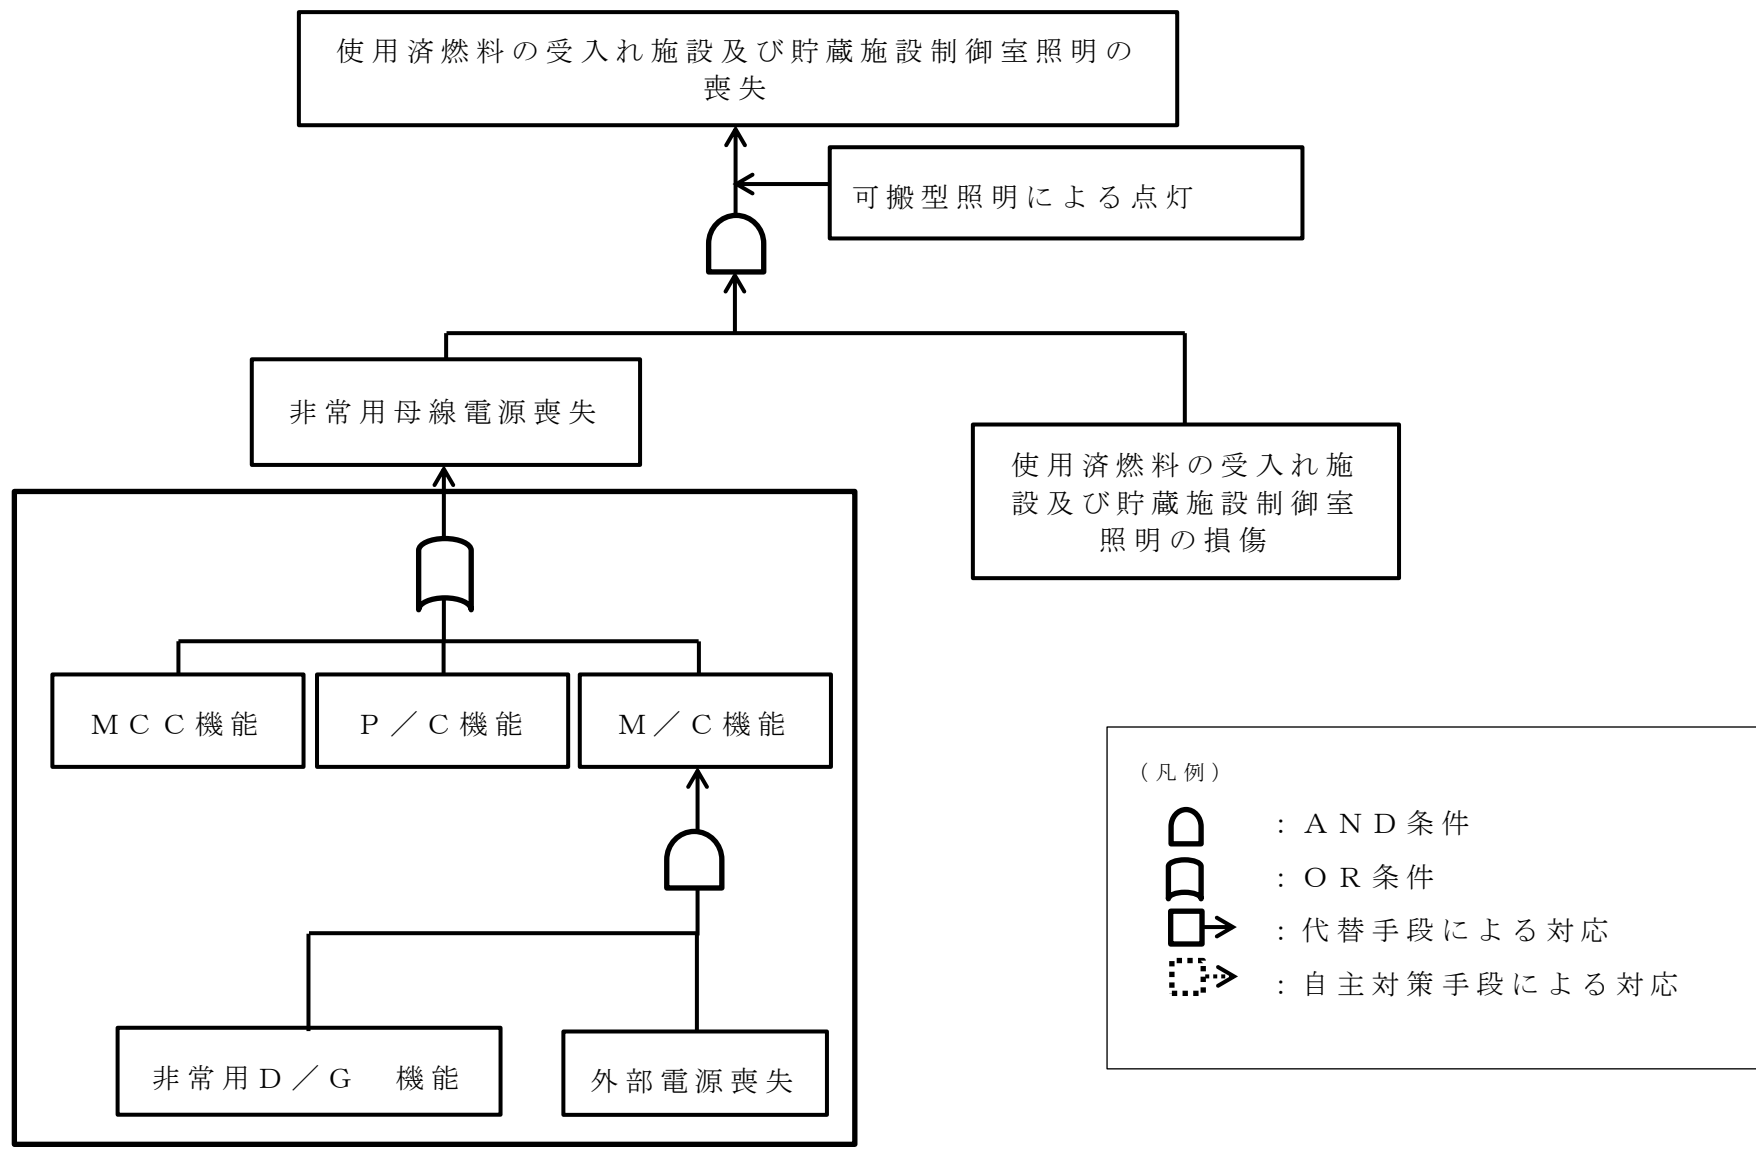 使用済燃料の受入れ施設及び貯蔵施設制御室照明の
喪失
可搬型照明による点灯
非常用母線電源喪失
使用済燃料の受入れ施
設及び貯蔵施設制御室
照明の損傷
ＭＣＣ機能
Ｐ／Ｃ機能
Ｍ／Ｃ機能
非常用Ｄ／Ｇ　機能
外部電源喪失
（凡例）
：ＡＮＤ条件
：ＯＲ条件
：代替手段による対応
：自主対策手段による対応